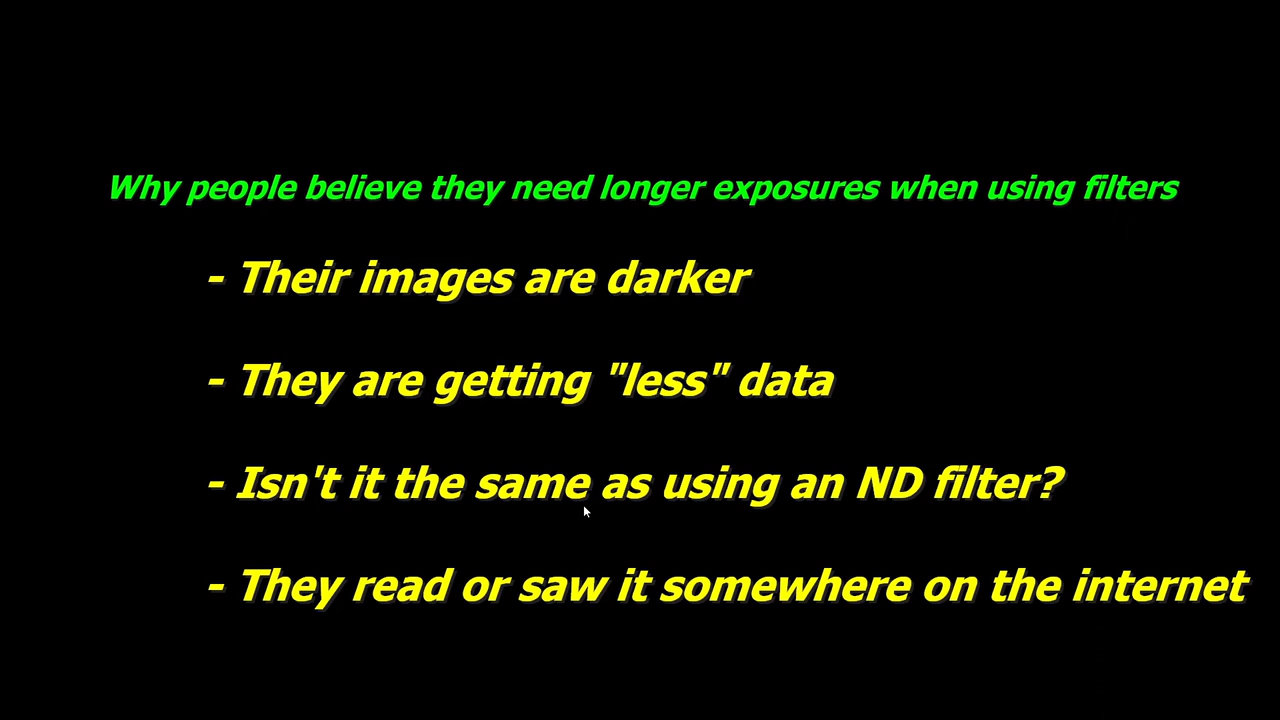 Why people believe they need longer exposures when using filters
- Their images are darker
- They are getting "less" data
- Isn't it the same as using an ND filter?
- They read or saw it somewhere on the internet